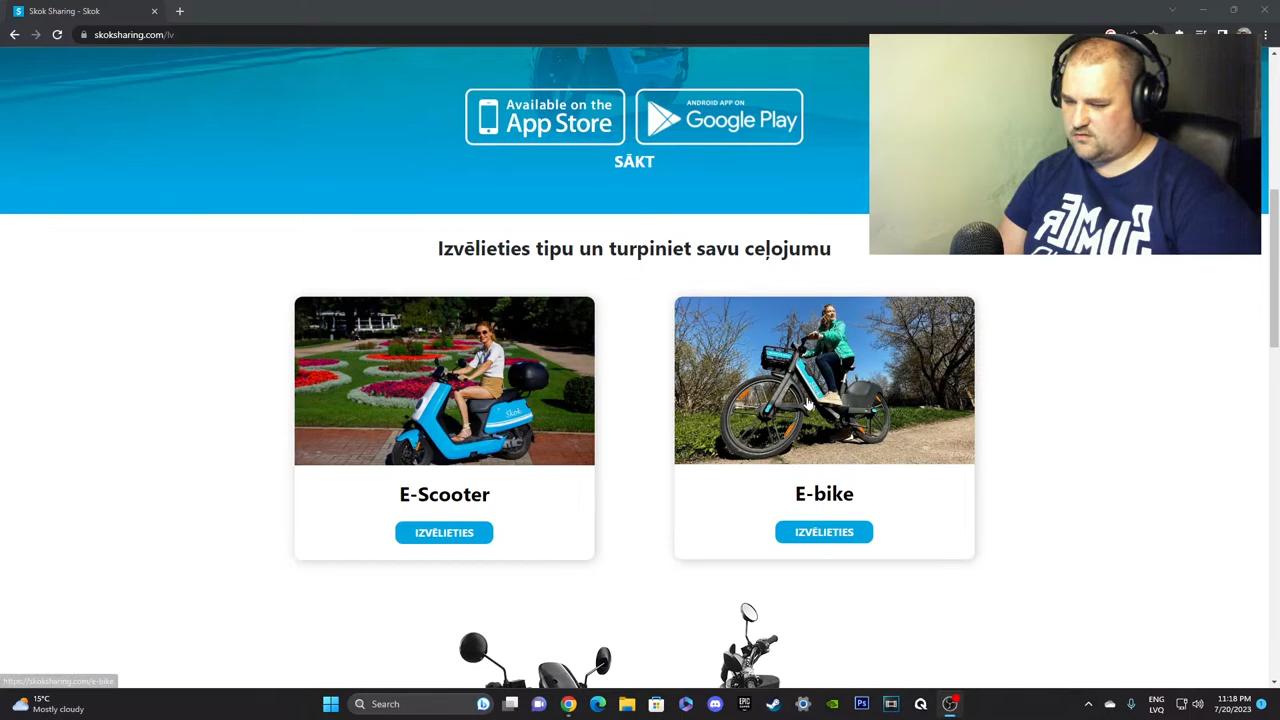 Skok Sharing - Skok
skoksharing.com/lv
Available on the
App Store
ANDROID APP ON
Google Play
SĀKT
Izvēlieties tipu un turpiniet savu ceļojumu
Skok
E-Scooter
IZVĒLIETIES
E-bike
IZVĒLIETIES
https://skoksharing.com/e-bike
15°C
Mostly cloudy
Search
ENG
LVQ
11:18 PM
7/20/2023